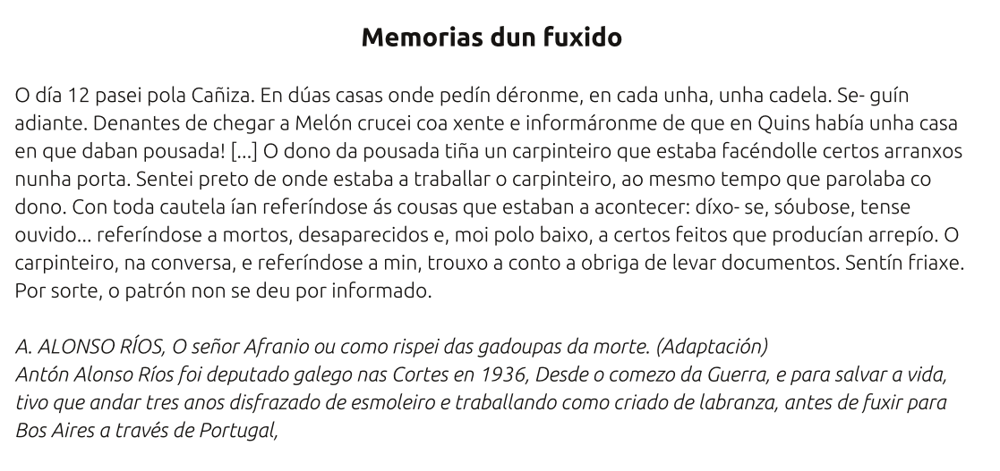 Memorias dun fuxido
O día 12 pasei pola Cañiza. En dúas casas onde pedín déronme, en cada unha, unha cadela. Se- guín
adiante. Denantes de chegar a Melón crucei coa xente e informáronme de que en Quins había unha casa
en que daban pousada! [...] O dono da pousada tiña un carpinteiro que estaba facéndolle certos arranxos
nunha porta. Sentei preto de onde estaba a traballar o carpinteiro, ao mesmo tempo que parolaba co
dono. Con toda cautela ían referíndose ás cousas que estaban a acontecer: díxo- se, sóubose, tense
ouvido... referíndose a mortos, desaparecidos e, moi polo baixo, a certos feitos que producían arrepío. O
carpinteiro, na conversa, e referíndose a min, trouxo a conto a obriga de levar documentos. Sentín friaxe.
Por sorte, o patrón non se deu por informado.
A. ALONSO RÍOS, O señor Afranio ou como rispei das gadoupas da morte. (Adaptación)
Antón Alonso Ríos foi deputado galego nas Cortes en 1936, Desde o comezo da Guerra, e para salvar a vida,
tivo que andar tres anos disfrazado de esmoleiro e traballando como criado de labranza, antes de fuxir para
Bos Aires a través de Portugal,